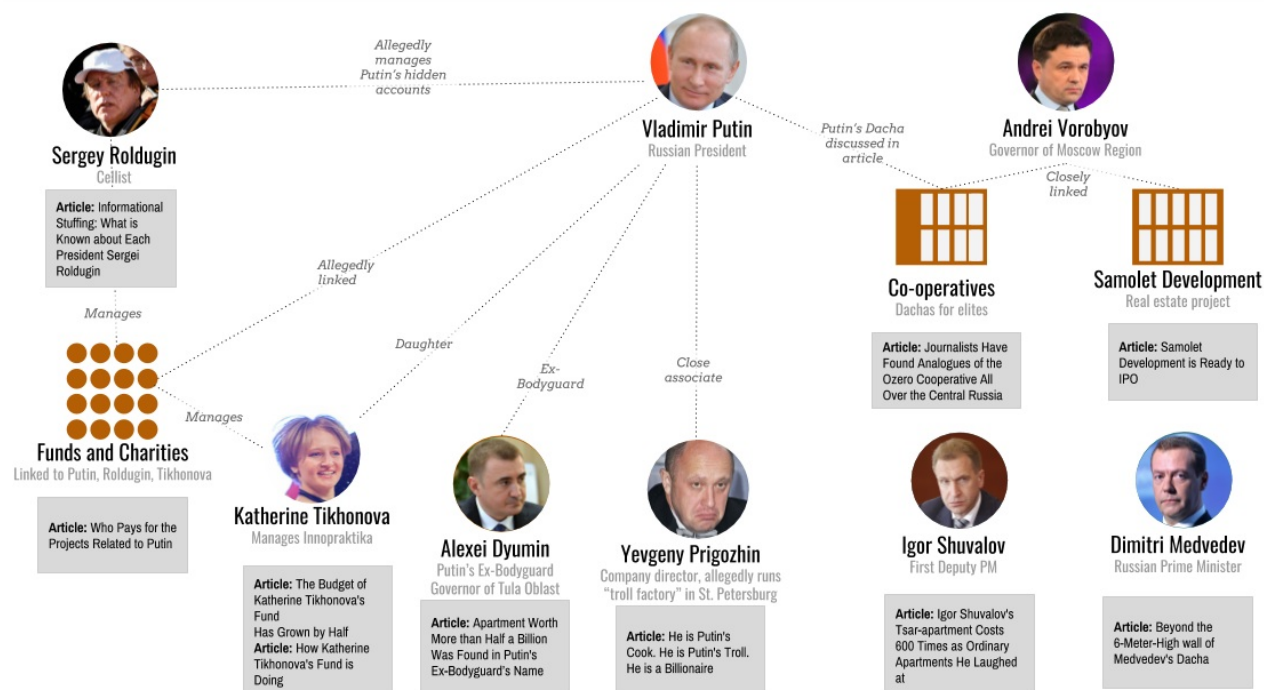 Allegedly
manages
Putin's hidden
accounts
Sergey Roldugin
Cellist
Article: Informational
Stuffing: What is
Known about Each
President Sergei
Roldugin
Manages
Vladimir Putin
Russian President
Putin's Dacha
discussed in
article
Andrei Vorobyov
Governor of Moscow Region
Closely
linked
Allegedly
linked
Daughter
Ex-
Bodyguard
Close
associate
Manages
Co-operatives
Dachas for elites
Article: Journalists Have
Found Analogues of the
Ozero Cooperative All
Over the Central Russia
Samolet Development
Real estate project
Article: Samolet
Development is Ready to
IPO
Funds and Charities
Linked to Putin, Roldugin, Tikhonova
Article: Who Pays for the
Projects Related to Putin
Katherine Tikhonova
Manages Innopraktika
Article: The Budget of
Katherine Tikhonova's
Fund
Has Grown by Half
Article: How Katherine
Tikhonova's Fund is
Doing
Alexei Dyumin
Putin's Ex-Bodyguard
Governor of Tula Oblast
Article: Apartment Worth
More than Half a Billion
Was Found in Putin's
Ex-Bodyguard's Name
Yevgeny Prigozhin
Company director, allegedly runs
"troll factory" in St. Petersburg
Article: He is Putin's
Cook. He is Putin's Troll.
He is a Billionaire
Igor Shuvalov
First Deputy PM
Article: Igor Shuvalov's
Tsar-apartment Costs
600 Times as Ordinary
Apartments He Laughed
at
Dimitri Medvedev
Russian Prime Minister
Article: Beyond the
6-Meter-High wall of
Medvedev's Dacha